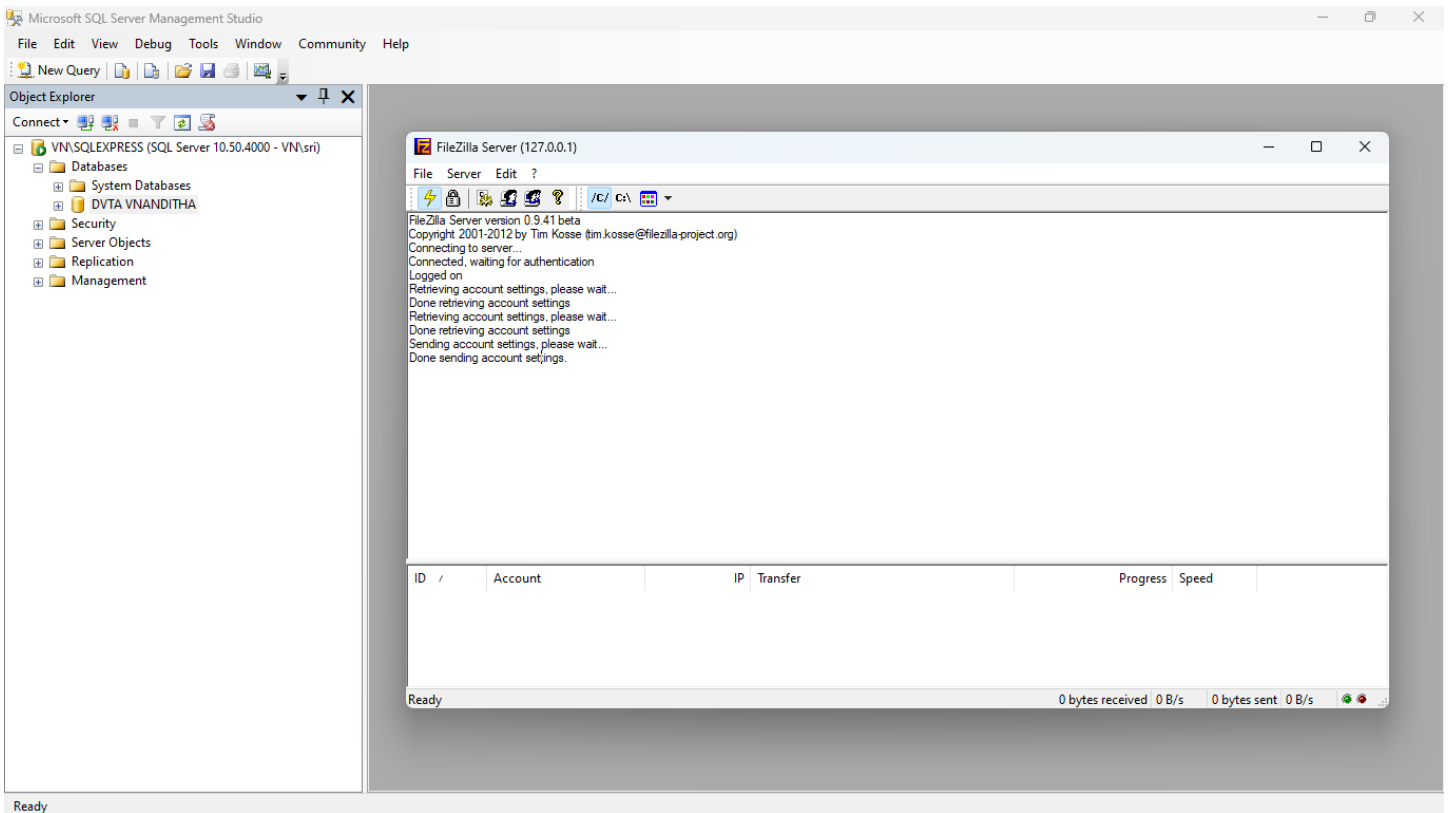 Microsoft SQL Server Management Studio
File Edit View Debug Tools Window Community Help
New Query
Object Explorer
Connect
VN\SQLEXPRESS (SQL Server 10.50.4000 - VN\sri)
Databases
System Databases
DVTA VNANDITHA
Security
Server Objects
Replication
Management
FileZilla Server (127.0.0.1)
File Server Edit ?
/C/ C:\
FileZilla Server version 0.9.41 beta
Copyright 2001-2012 by Tim Kosse (tim.kosse@filezilla-project.org)
Connecting to server...
Connected, waiting for authentication
Logged on
Retrieving account settings, please wait...
Done retrieving account settings
Retrieving account settings, please wait...
Done retrieving account settings
Sending account settings, please wait...
Done sending account settings.
ID / Account IP Transfer Progress Speed
Ready 0 bytes received 0 B/s 0 bytes sent 0 B/s
Ready